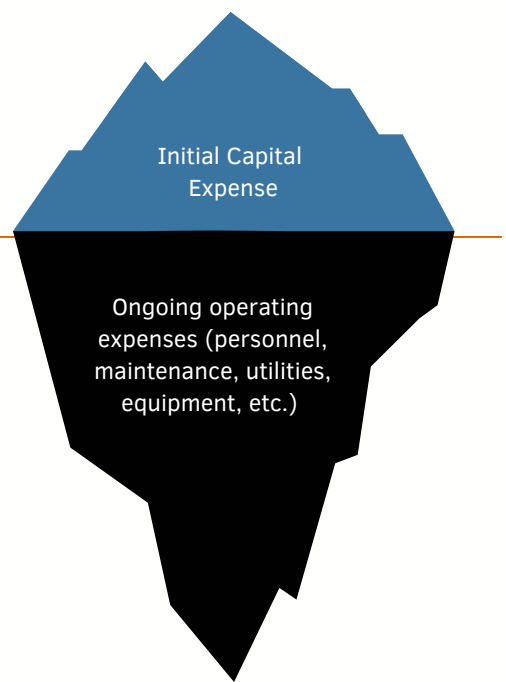 Initial Capital
Expense
Ongoing operating
expenses (personnel,
maintenance, utilities,
equipment, etc.)